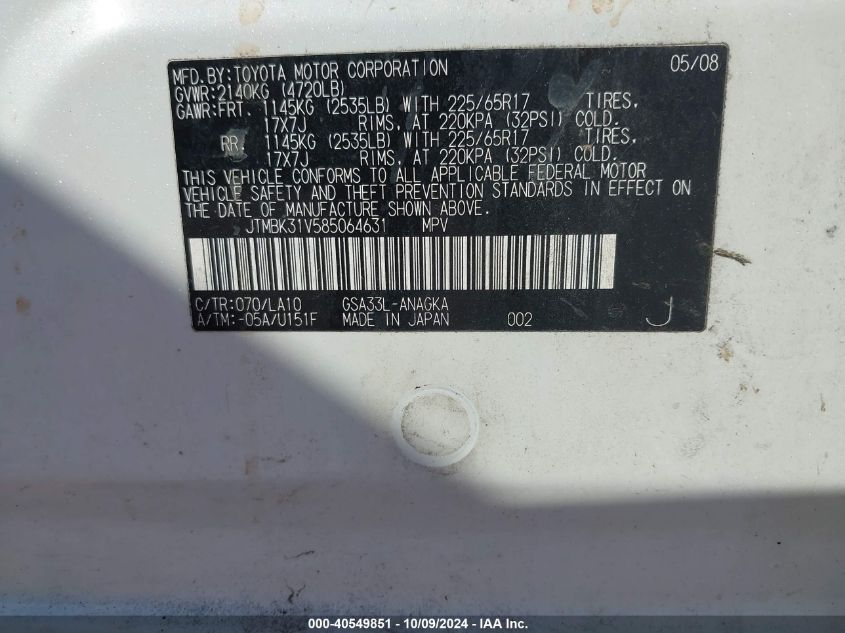 MFD.BY:TOYOTA MOTOR CORPORATION 05/08
GVWR:2140KG (4720LB)
GAWR:FRT. 1145KG (2535LB) WITH 225/65R17 TIRES,
17X7J RIMS, AT 220KPA (32PSI) COLD.
RR. 1145KG (2535LB) WITH 225/65R17 TIRES,
17X7J RIMS, AT 220KPA (32PSI) COLD.
THIS VEHICLE CONFORMS TO ALL APPLICABLE FEDERAL MOTOR
VEHICLE SAFETY AND THEFT PREVENTION STANDARDS IN EFFECT ON
THE DATE OF MANUFACTURE SHOWN ABOVE.
JTMBK31V585064631 MPV
C/TR:070/LA10 GSA33L-ANAGKA
A/TM:-05A/U151F MADE IN JAPAN 002 J
000-40549851 - 10/09/2024 - IAA Inc.